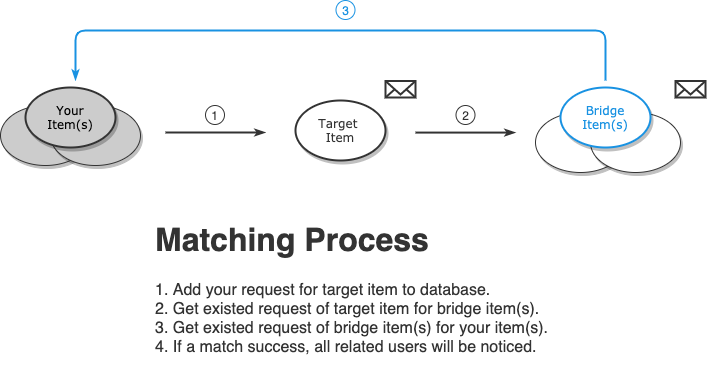 3
Your
Item(s)
1
Target
Item
2
Bridge
Item(s)
Matching Process
1. Add your request for target item to database.
2. Get existed request of target item for bridge item(s).
3. Get existed request of bridge item(s) for your item(s).
4. If a match success, all related users will be noticed.